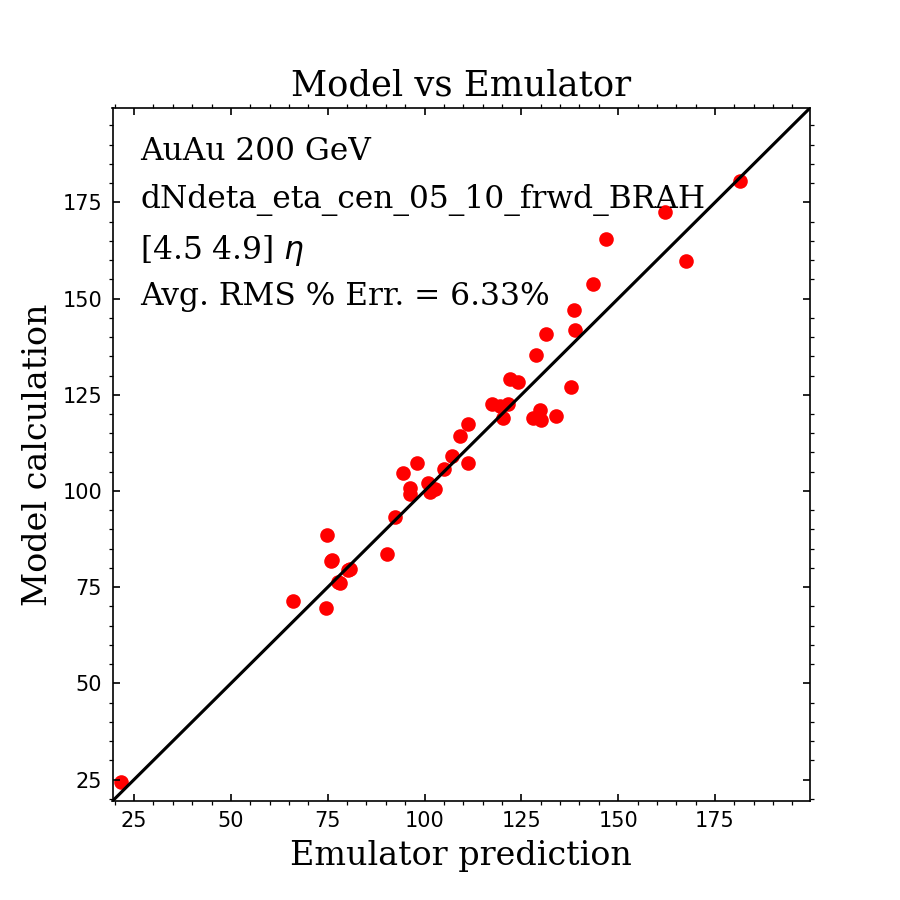 Model vs Emulator
AuAu 200 GeV
dNdeta_eta_cen_05_10_frwd_BRAH
[4.5 4.9] η
Avg. RMS % Err. = 6.33%
Model calculation
175
150
125
100
75
50
25
25 50 75 100 125 150 175
Emulator prediction